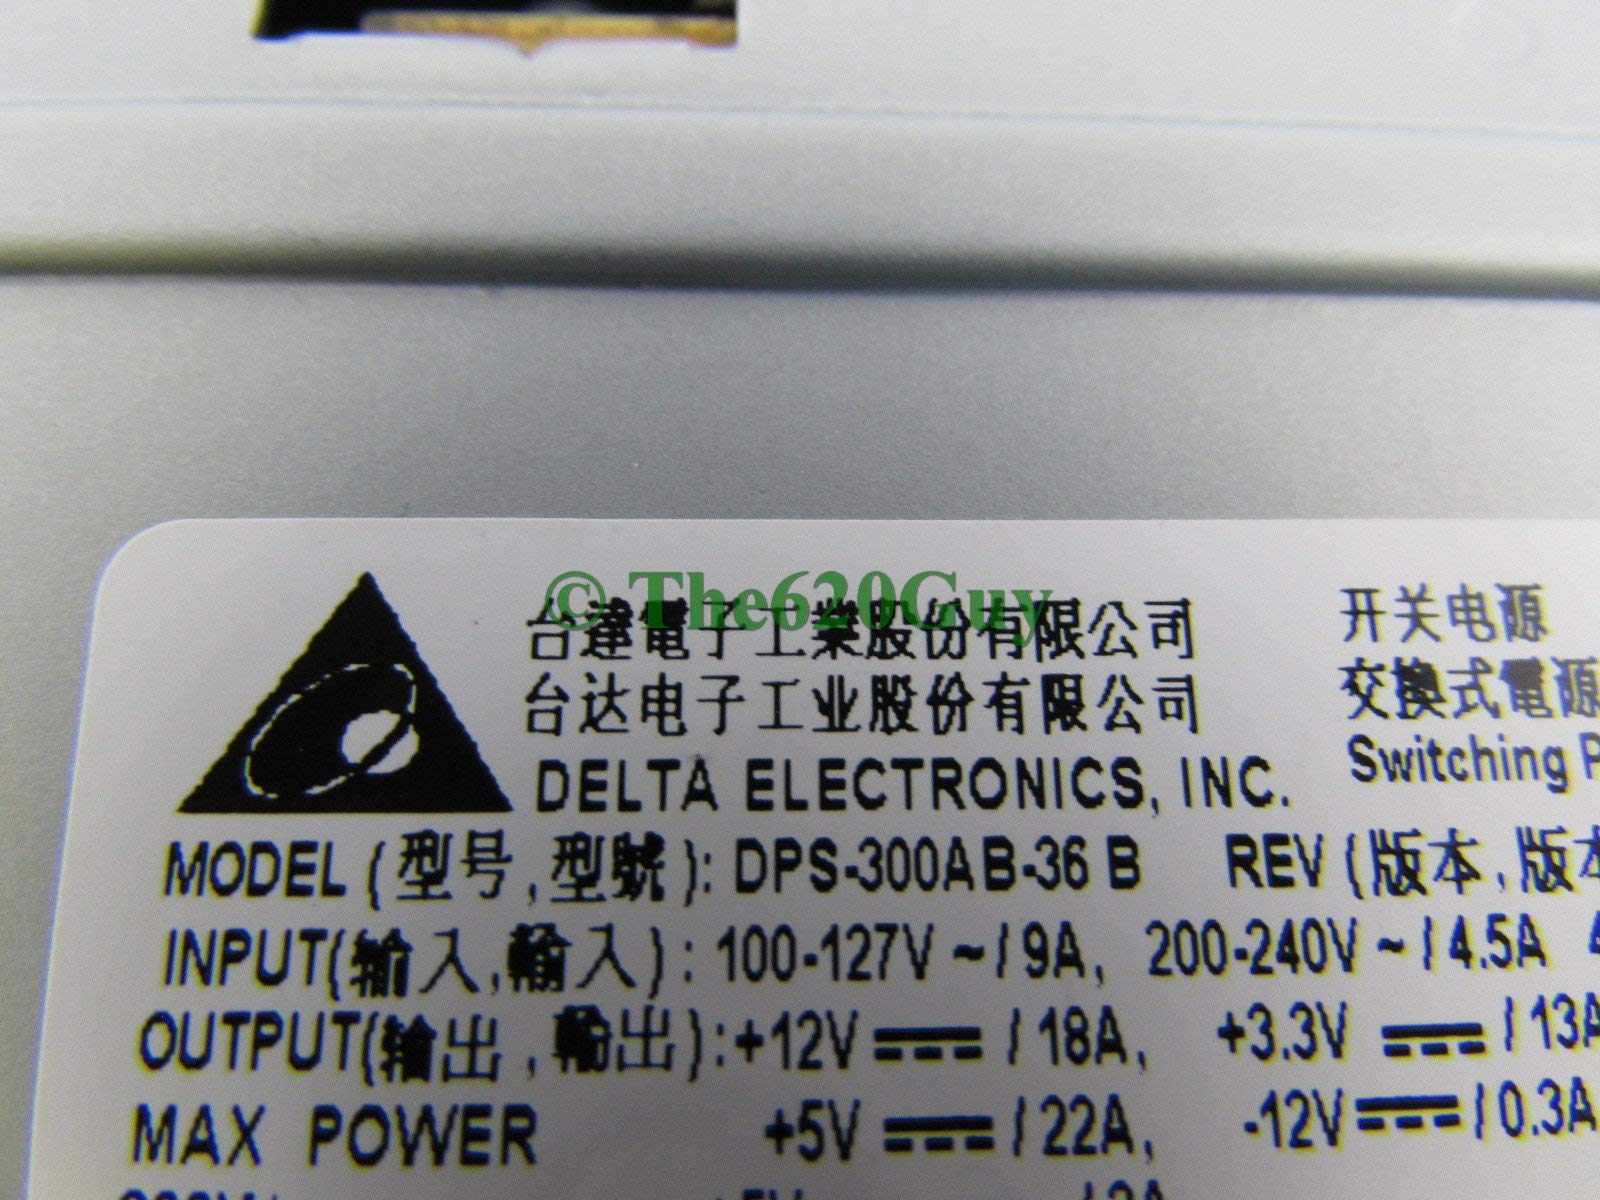 © The620Guy
台達電子工業股份有限公司 开关电源
台达电子工业股份有限公司 交換式電源
DELTA ELECTRONICS, INC. Switching P
MODEL (型号,型號): DPS-300AB-36 B REV (版本,版本
INPUT(输入,輸入): 100-127V ~/ 9A, 200-240V ~ / 4.5A
OUTPUT(输出,輸出):+12V ⎓ / 18A, +3.3V ⎓ / 13A
MAX POWER +5V ⎓ / 22A, -12V ⎓ / 0.3A